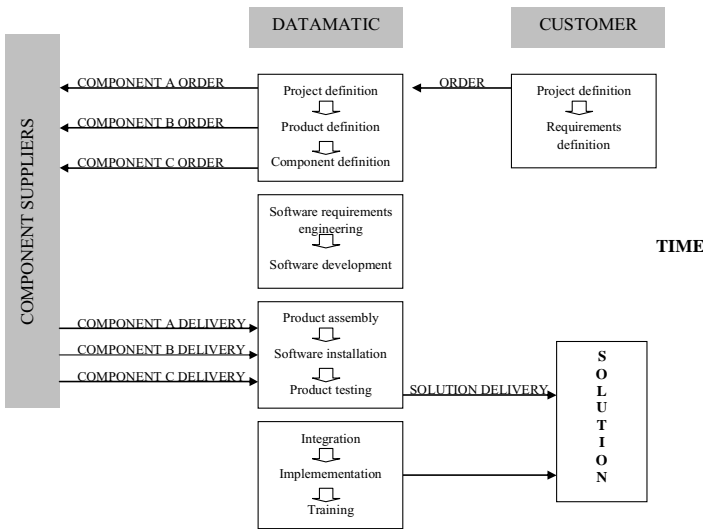 DATAMATIC
CUSTOMER
COMPONENT SUPPLIERS
COMPONENT A ORDER
COMPONENT B ORDER
COMPONENT C ORDER
Project definition
Product definition
Component definition
ORDER
Project definition
Requirements
definition
Software requirements
engineering
Software development
TIME
COMPONENT A DELIVERY
COMPONENT B DELIVERY
COMPONENT C DELIVERY
Product assembly
Software installation
Product testing
SOLUTION DELIVERY
SOLUTION
Integration
Implemementation
Training